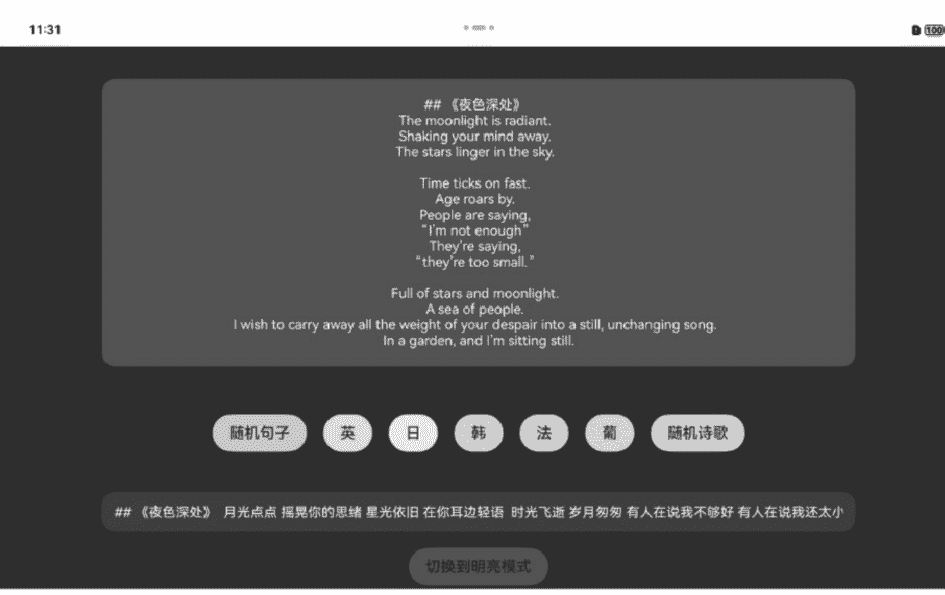 11:31
100
## 《夜色深处》
The moonlight is radiant.
Shaking your mind away.
The stars linger in the sky.
Time ticks on fast.
Age roars by.
People are saying,
“I'm not enough”
They're saying,
“they're too small.”
Full of stars and moonlight.
A sea of people.
I wish to carry away all the weight of your despair into a still, unchanging song.
In a garden, and I'm sitting still.
随机句子 英 日 韩 法 葡 随机诗歌
## 《夜色深处》 月光点点 摇晃你的思绪 星光依旧 在你耳边轻语 时光飞逝 岁月匆匆 有人在说我不够好 有人在说我还太小
切换到明亮模式